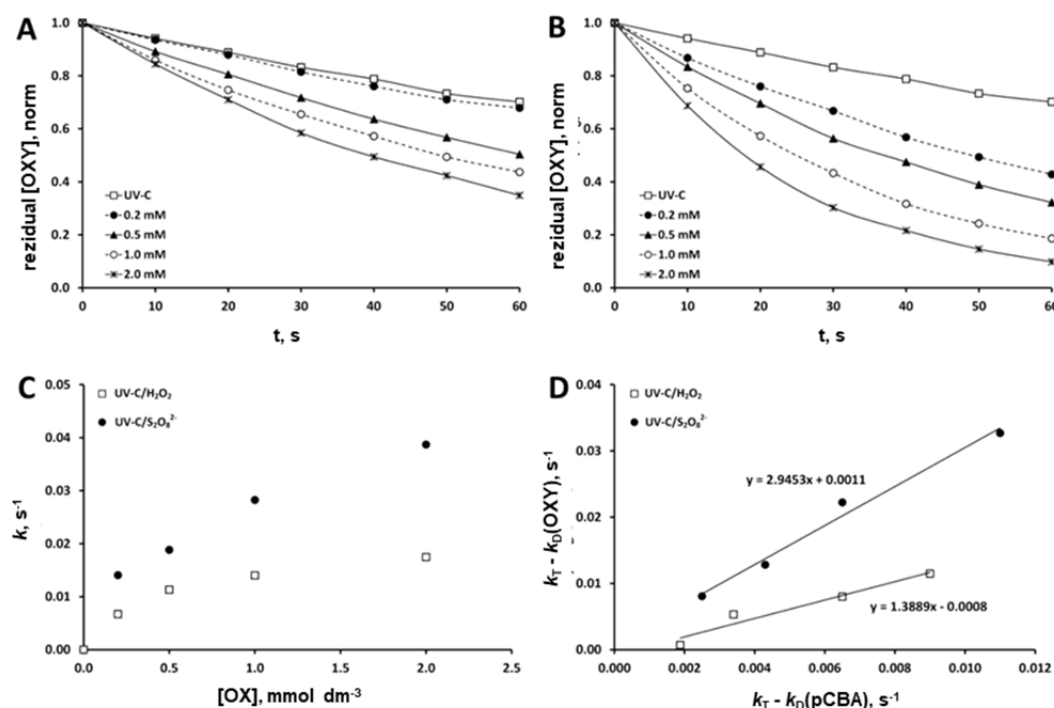 A
1.0
0.8
0.6
0.4
0.2
0.0
rezidual [OXY], norm
UV-C
0.2 mM
0.5 mM
1.0 mM
2.0 mM
0 10 20 30 40 50 60
t, s
B
1.0
0.8
0.6
0.4
0.2
0.0
rezidual [OXY], norm
UV-C
0.2 mM
0.5 mM
1.0 mM
2.0 mM
0 10 20 30 40 50 60
t, s
C
0.05
0.04
0.03
0.02
0.01
0.00
k, s⁻¹
UV-C/H₂O₂
UV-C/S₂O₈²⁻
0.0 0.5 1.0 1.5 2.0 2.5
[OX], mmol dm⁻³
D
0.04
0.03
0.02
0.01
0.00
k_T - k_D(OXY), s⁻¹
UV-C/H₂O₂
UV-C/S₂O₈²⁻
y = 2.9453x + 0.0011
y = 1.3889x - 0.0008
0.000 0.002 0.004 0.006 0.008 0.010 0.012
k_T - k_D(pCBA), s⁻¹